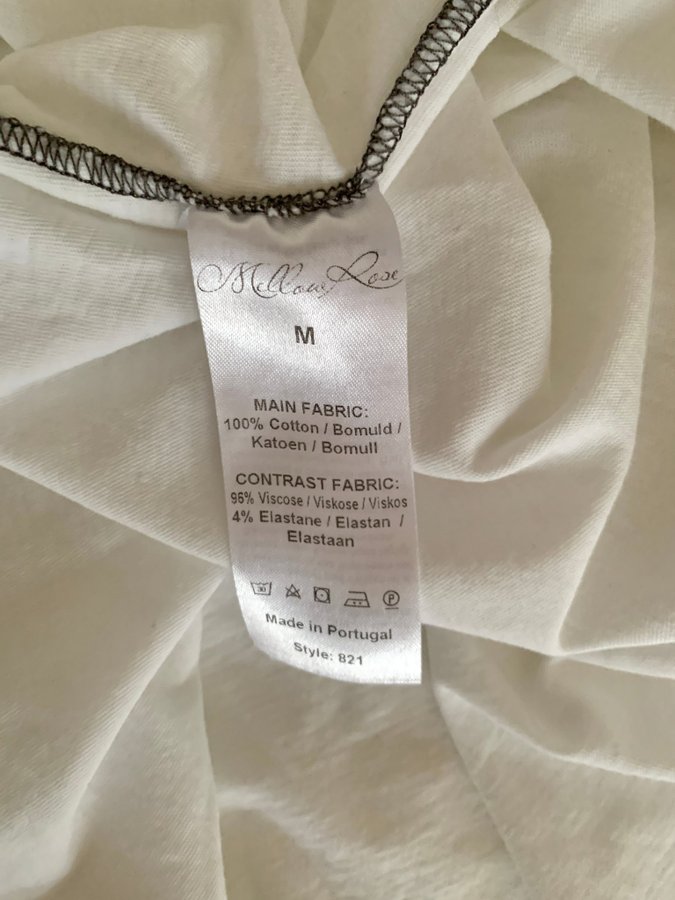 Mellow Rose
M
MAIN FABRIC:
100% Cotton / Bomuld /
Katoen / Bomull
CONTRAST FABRIC:
96% Viscose / Viskose / Viskos
4% Elastane / Elastan /
Elastaan
30
P
Made in Portugal
Style: 821